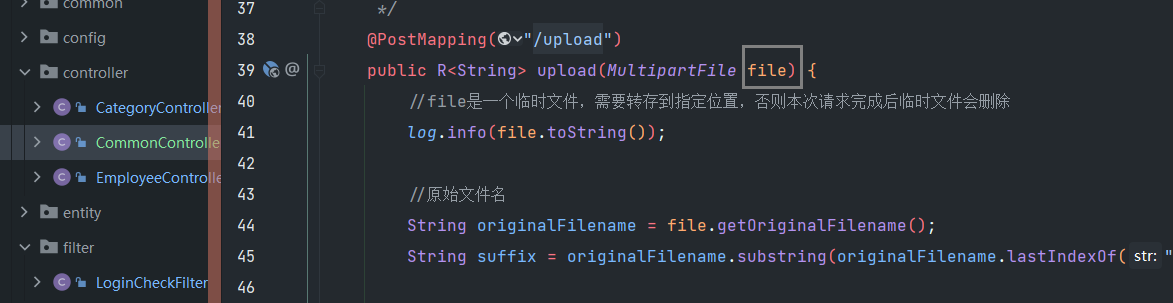 common
config
controller
CategoryController
CommonController
EmployeeController
entity
filter
LoginCheckFilter
37 */
38 @PostMapping("/upload")
39 public R<String> upload(MultipartFile file) {
40 //file是一个临时文件，需要转存到指定位置，否则本次请求完成后临时文件会删除
41 log.info(file.toString());
42
43 //原始文件名
44 String originalFilename = file.getOriginalFilename();
45 String suffix = originalFilename.substring(originalFilename.lastIndexOf( str: "
46